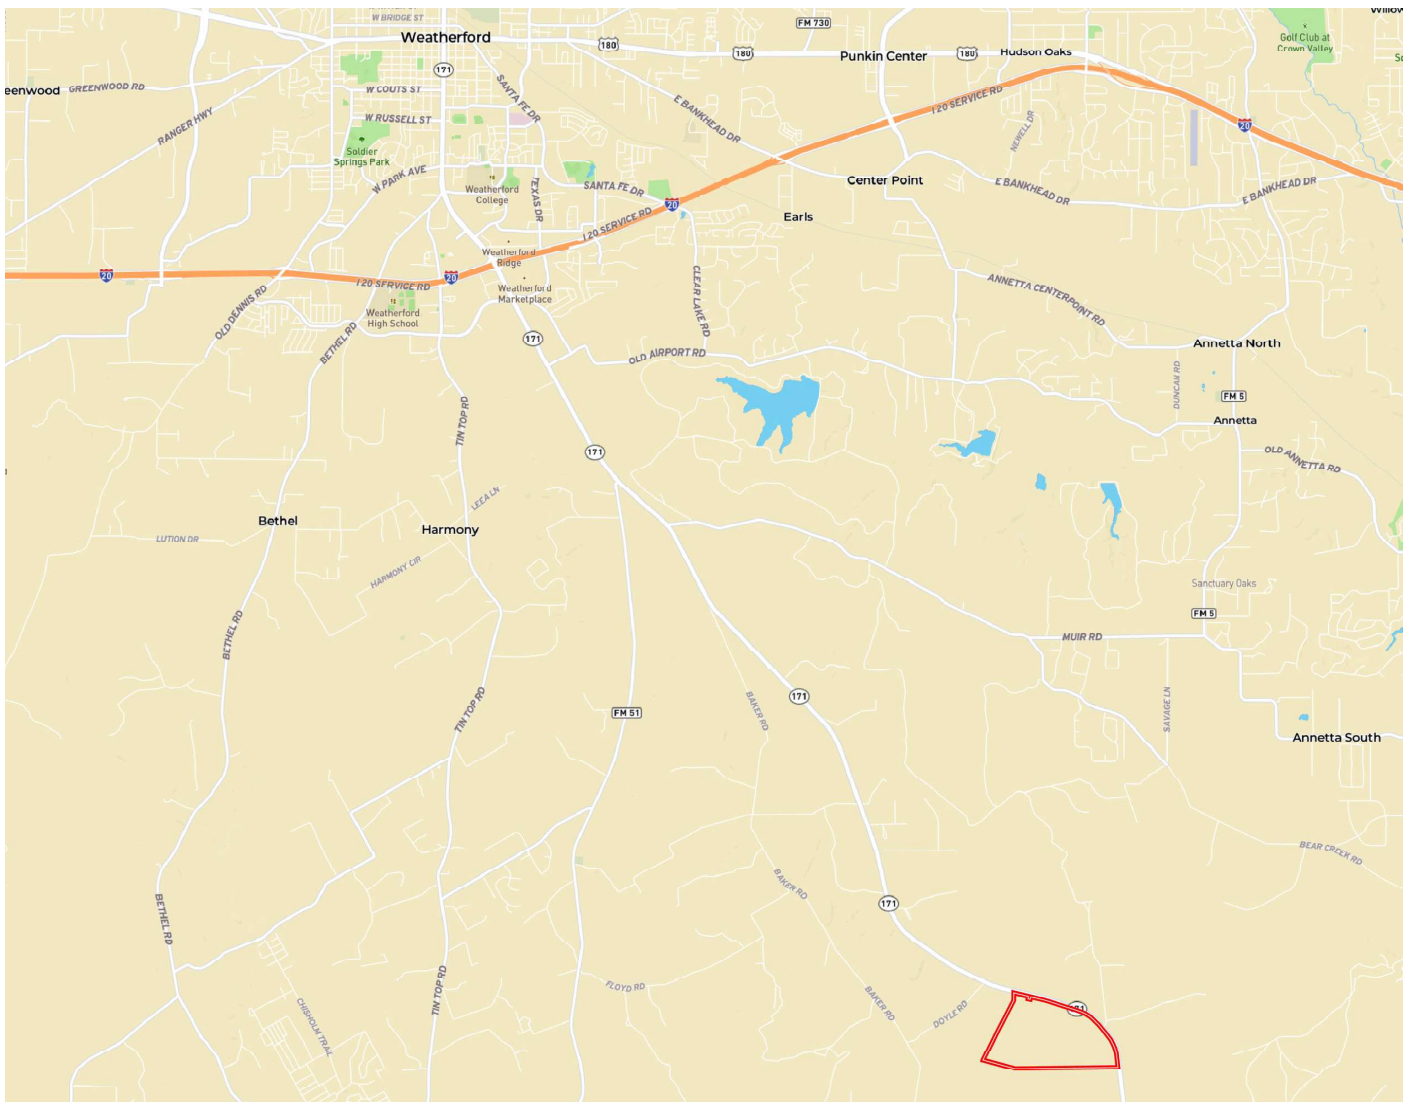 W BRIDGE ST
Weatherford
FM 730
Golf Club at
Crown Valley
180
180
Punkin Center
180
Hudson Oaks
171
SANTA FE DR
eenwood
GREENWOOD RD
W COUTS ST
I 20 SERVICE RD
E BANKHEAD DR
RANGER HWY
W RUSSELL ST
NEWELL DR
20
Soldier
Springs Park
W PARK AVE
Weatherford
College
TEXAS DR
SANTA FE DR
Center Point
E BANKHEAD DR
E BANKHEAD DR
20
Earls
I 20 SERVICE RD
Weatherford
Ridge
20
20
I 20 SERVICE RD
Weatherford
Marketplace
CLEAR LAKE RD
ANNETTA CENTERPOINT RD
OLD DENNIS RD
Weatherford
High School
BETHEL RD
171
OLD AIRPORT RD
Annetta North
DUNCAN RD
FM 5
TIN TOP RD
Annetta
171
OLD ANNETTA RD
LEEA LN
Bethel
Harmony
LUTION DR
HARMONY CIR
Sanctuary Oaks
FM 5
BETHEL RD
MUIR RD
TIN TOP RD
BAKER RD
171
SAVAGE LN
FM 51
Annetta South
BEAR CREEK RD
BAKER RD
BETHEL RD
171
TIN TOP RD
FLOYD RD
BAKER RD
DOYLE RD
CHISHOLM TRAIL